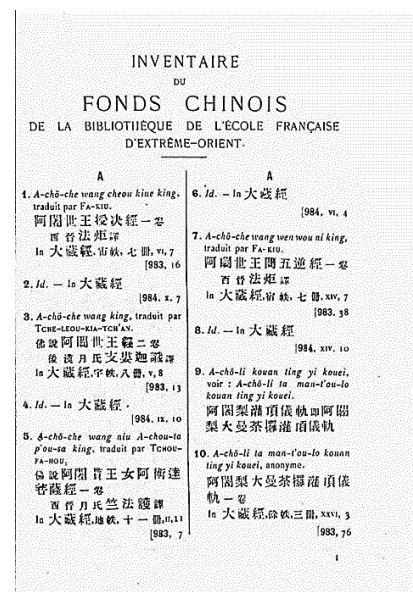 INVENTAIRE
DU
FONDS CHINOIS
DE LA BIBLIOTHÈQUE DE L'ÉCOLE FRANÇAISE
D'EXTRÊME-ORIENT.
A
1. A-chö-che wang cheou kiue king,
traduit par FA-KIU.
阿闍世王授決經一卷
西晉法炬譯
In 大藏經,宙帙,七冊,VI,7
[983, 16
2. Id. — In 大藏經
[984, X, 7
3. A-chö-che wang king, traduit par
TCHE-LEOU-KIA-TCH'AN.
佛說阿闍世王經二卷
後漢月氏支婁迦讖譯
In 大藏經,宇帙,八冊,V, 8
[983, 13
4. Id. — In 大藏經.
[984, IX, 10
5. A-chö-che wang niu A-chou-ta
p'ou-sa king, traduit par TCHOU-
FA-HOU,
佛說阿闍貰王女阿術達
菩薩經一卷
西晉月氏竺法護譯
In 大藏經,地帙,十一冊,II,11
[983, 7
A
6. Id. — In 大藏經
[984, VI, 4
7. A-chö-che wang wen wou ni king,
traduit par FA-KIU.
阿闍世王問五逆經一卷
西晉法炬譯
In 大藏經,宿帙,七冊,XIV, 7
[983, 38
8. Id. — In 大藏經
[984, XIV, 10
9. A-chö-li kouan ting yi kouei,
voir : A-chö-li ta man-t'ou-lo
kouan ting yi kouei.
阿闍梨灌頂儀軌即阿闍
梨大曼荼攞灌頂儀軌
10. A-chö-li ta man-t'ou-lo kouan
ting yi kouei, anonyme.
阿闍梨大曼荼攞灌頂儀
軌一卷
In 大藏經,餘帙,三冊,XXVI, 3
[983, 76
1